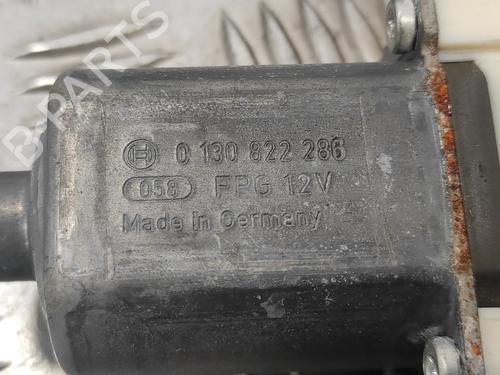 B-PARTS
0 130 822 286
058 FPG 12V
Made in Germany